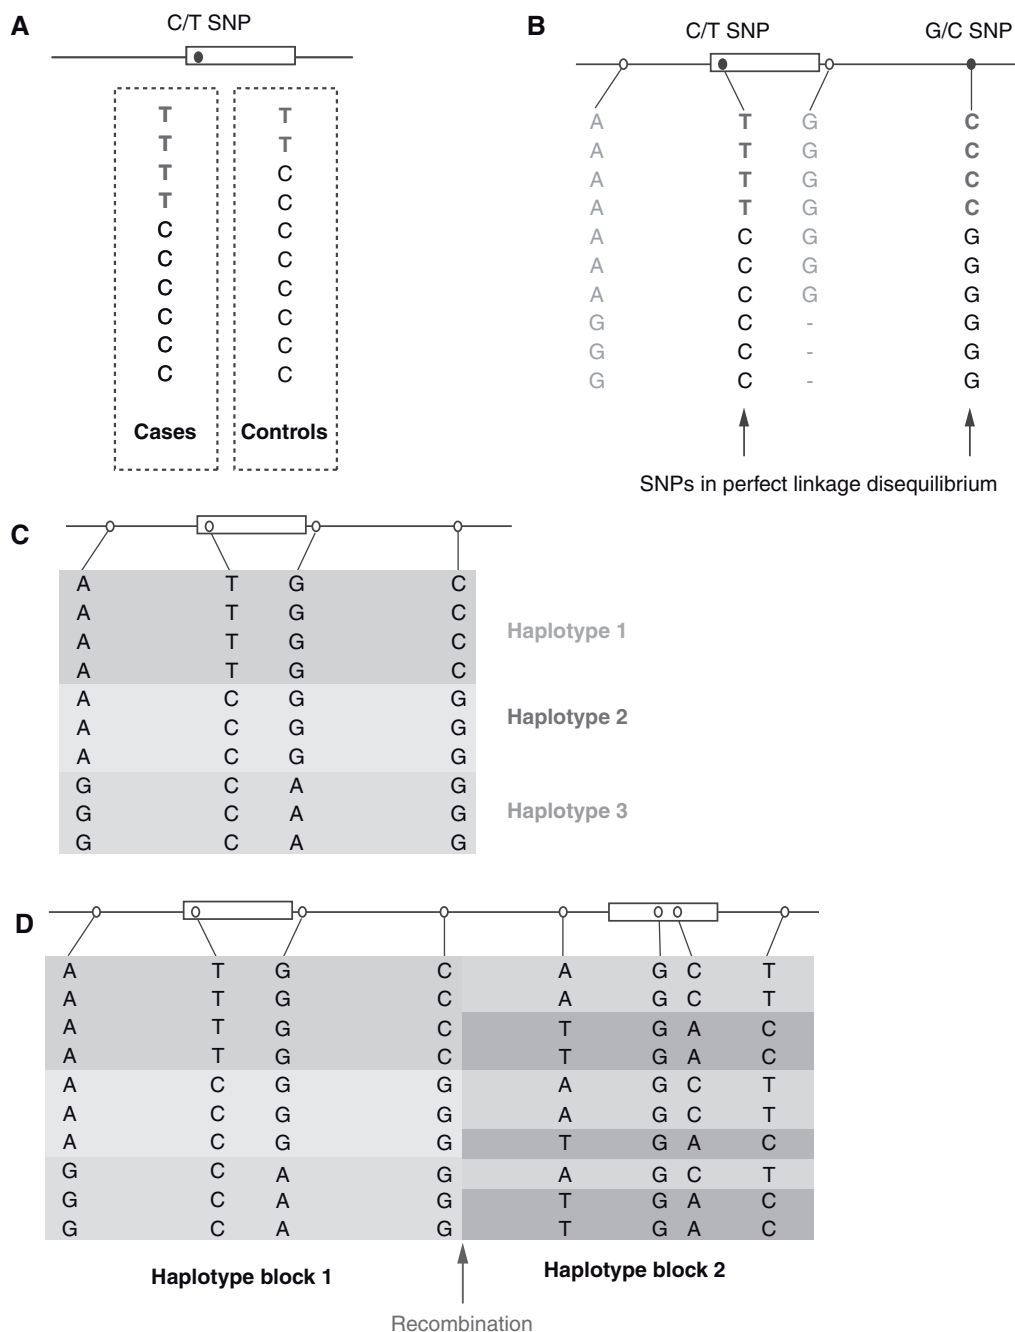 A
C/T SNP
T T
T T
T C
T C
C C
C C
C C
C C
C C
C C
Cases Controls
B
C/T SNP G/C SNP
A T G C
A T G C
A T G C
A T G C
A C G G
A C G G
A C G G
G C - G
G C - G
G C - G
SNPs in perfect linkage disequilibrium
C
A T G C
A T G C
A T G C
A T G C
A C G G
A C G G
A C G G
G C A G
G C A G
G C A G
Haplotype 1
Haplotype 2
Haplotype 3
D
A T G C A G C T
A T G C A G C T
A T G C T G A C
A T G C T G A C
A C G G A G C T
A C G G A G C T
A C G G T G A C
G C A G A G C T
G C A G T G A C
G C A G T G A C
Haplotype block 1 Haplotype block 2
Recombination